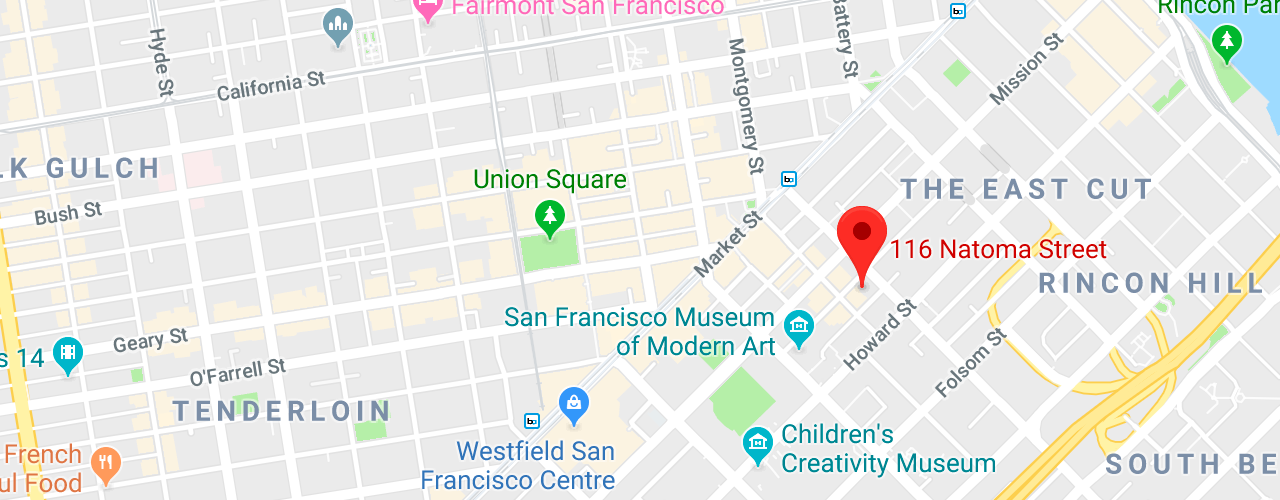 Fairmont San Francisco
Rincon Par
Hyde St
Battery St
California St
Montgomery St
Mission St
LK GULCH
Union Square
THE EAST CUT
Bush St
Market St
116 Natoma Street
RINCON HILL
San Francisco Museum
of Modern Art
Geary St
Howard St
s 14
O'Farrell St
Folsom St
TENDERLOIN
Children's
Creativity Museum
French
ul Food
Westfield San
Francisco Centre
SOUTH BE